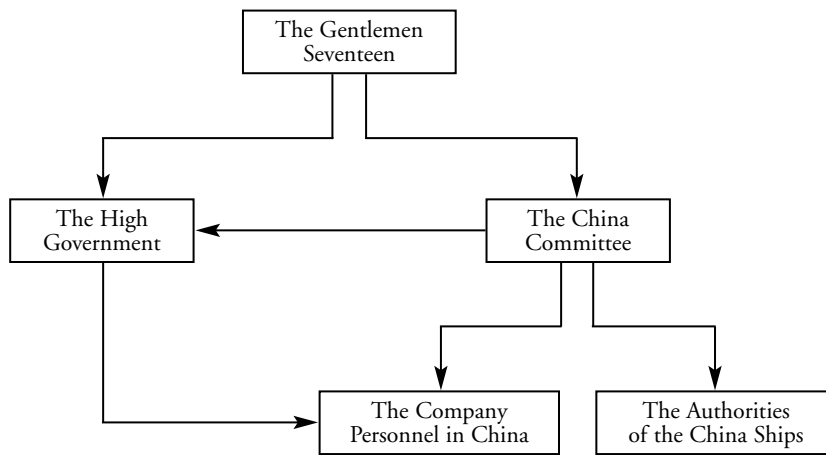 The Gentlemen
Seventeen
The High
Government
The China
Committee
The Company
Personnel in China
The Authorities
of the China Ships